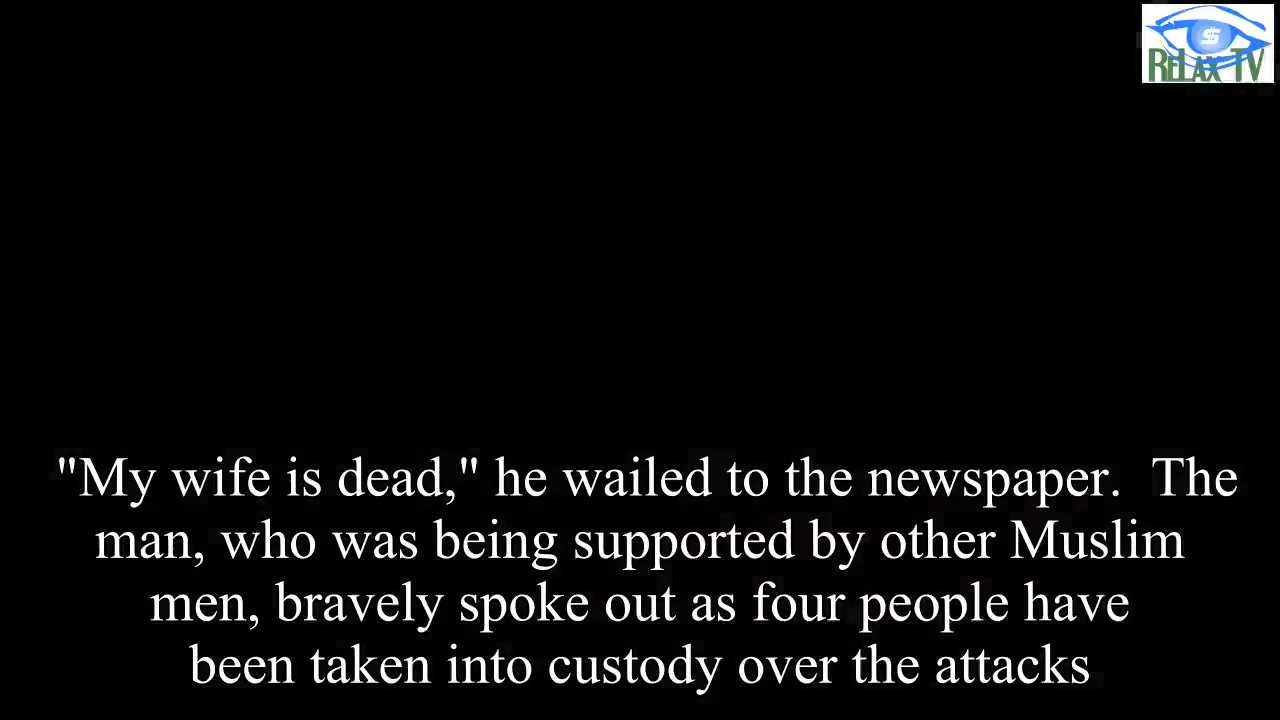 S
RELAX TV
"My wife is dead," he wailed to the newspaper.  The
man, who was being supported by other Muslim
men, bravely spoke out as four people have
been taken into custody over the attacks